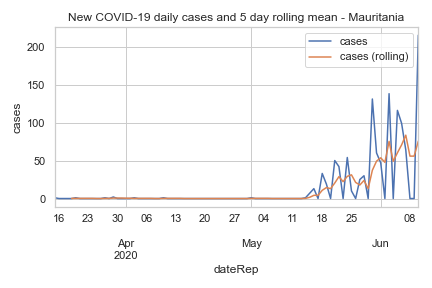 New COVID-19 daily cases and 5 day rolling mean - Mauritania
cases
cases (rolling)
200
150
100
50
0
cases
16 23 30 06 13 20 27 04 11 18 25 08
Apr May Jun
2020
dateRep